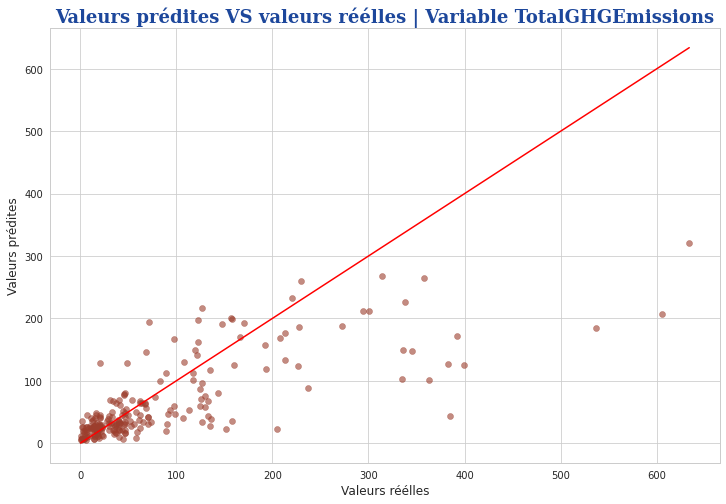 Valeurs prédites VS valeurs réélles | Variable TotalGHGEmissions
600
500
400
300
200
100
0
Valeurs prédites
0 100 200 300 400 500 600
Valeurs réélles